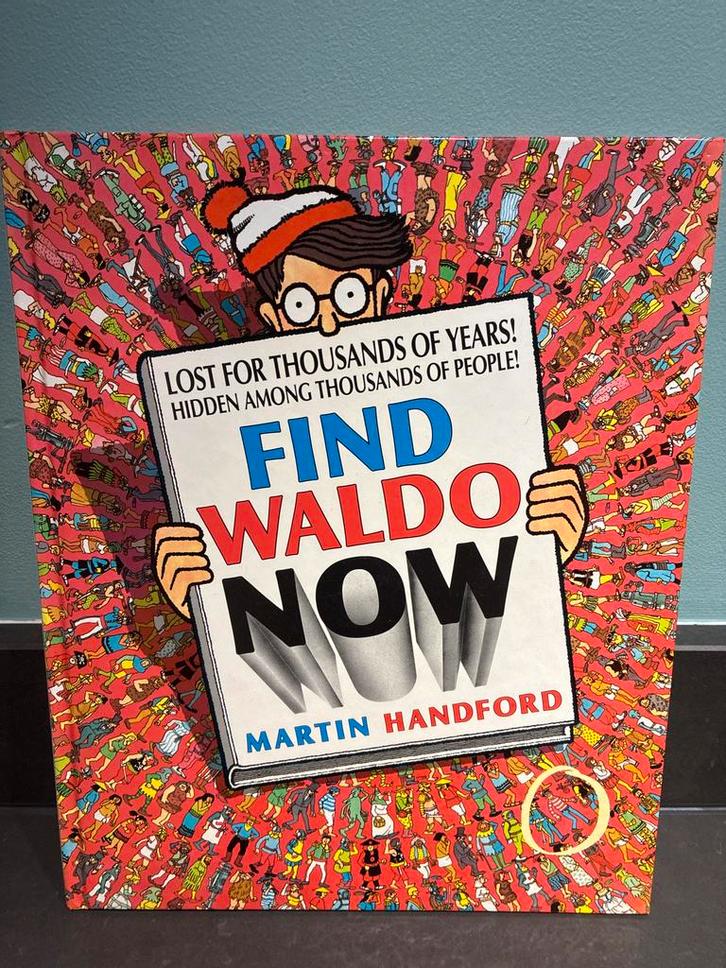 LOST FOR THOUSANDS OF YEARS!
HIDDEN AMONG THOUSANDS OF PEOPLE!
FIND
WALDO
NOW
MARTIN HANDFORD